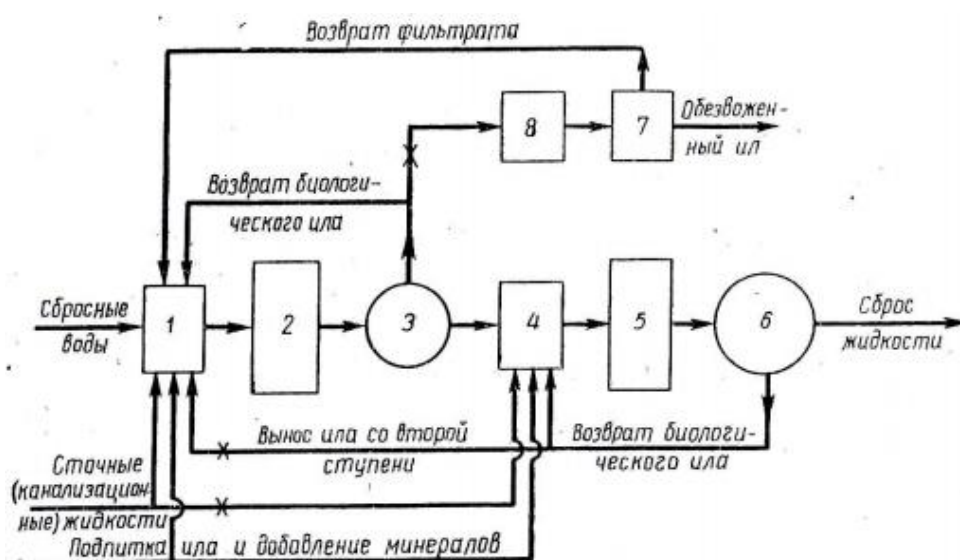 Возврат фильтрата
8
7
Обезвожен-
ный ил
Возврат биологи-
ческого ила
Сбросные
воды
1
2
3
4
5
6
Сброс
жидкости
Вынос ила со второй
ступени
Возврат биологи-
ческого ила
Сточные
(канализацион-
ные) жидкости
Подпитка ила и добавление минералов